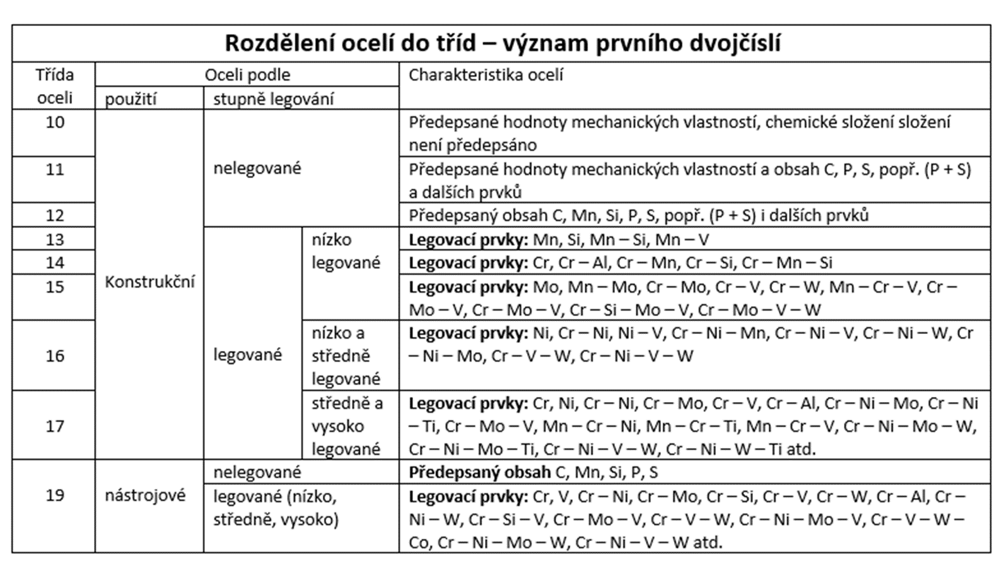 Rozdělení ocelí do tříd – význam prvního dvojčíslí
Třída
oceli
Oceli podle
použití
stupně legování
Charakteristika ocelí
10
Konstrukční
nelegované
Předepsané hodnoty mechanických vlastností, chemické složení složení
není předepsáno
11
Předepsané hodnoty mechanických vlastností a obsah C, P, S, popř. (P + S)
a dalších prvků
12
Předepsaný obsah C, Mn, Si, P, S, popř. (P + S) i dalších prvků
13
legované
nízko
legované
Legovací prvky: Mn, Si, Mn – Si, Mn – V
14
Legovací prvky: Cr, Cr – Al, Cr – Mn, Cr – Si, Cr – Mn – Si
15
Legovací prvky: Mo, Mn – Mo, Cr – Mo, Cr – V, Cr – W, Mn – Cr – V, Cr –
Mo – V, Cr – Mo – V, Cr – Si – Mo – V, Cr – Mo – V – W
16
nízko a
středně
legované
Legovací prvky: Ni, Cr – Ni, Ni – V, Cr – Ni – Mn, Cr – Ni – V, Cr – Ni – W, Cr
– Ni – Mo, Cr – V – W, Cr – Ni – V – W
17
středně a
vysoko
legované
Legovací prvky: Cr, Ni, Cr – Ni, Cr – Mo, Cr – V, Cr – Al, Cr – Ni – Mo, Cr – Ni
– Ti, Cr – Mo – V, Mn – Cr – Ni, Mn – Cr – Ti, Mn – Cr – V, Cr – Ni – Mo – W,
Cr – Ni – Mo – Ti, Cr – Ni – V – W, Cr – Ni – W – Ti atd.
19
nástrojové
nelegované
Předepsaný obsah C, Mn, Si, P, S
legované (nízko,
středně, vysoko)
Legovací prvky: Cr, V, Cr – Ni, Cr – Mo, Cr – Si, Cr – V, Cr – W, Cr – Al, Cr –
Ni – W, Cr – Si – V, Cr – Mo – V, Cr – V – W, Cr – Ni – Mo – V, Cr – V – W –
Co, Cr – Ni – Mo – W, Cr – Ni – V – W atd.